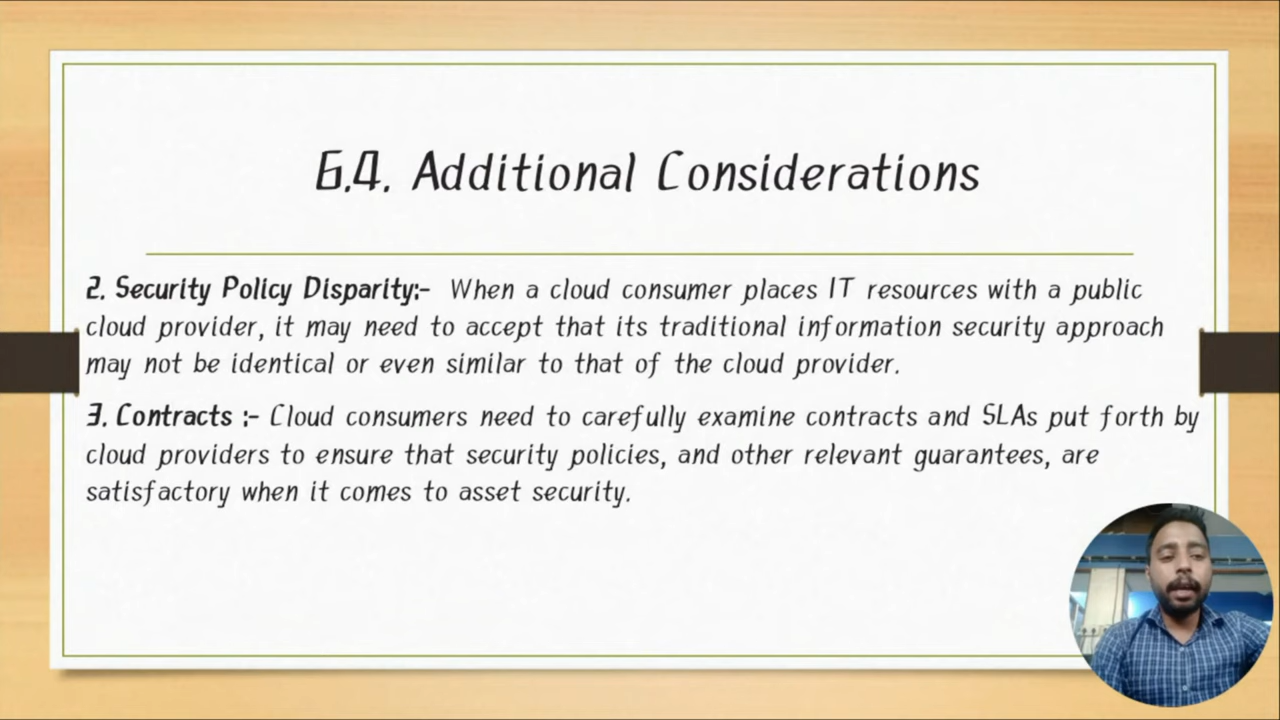 6.4. Additional Considerations
2. Security Policy Disparity:- When a cloud consumer places IT resources with a public
cloud provider, it may need to accept that its traditional information security approach
may not be identical or even similar to that of the cloud provider.
3. Contracts :- Cloud consumers need to carefully examine contracts and SLAs put forth by
cloud providers to ensure that security policies, and other relevant guarantees, are
satisfactory when it comes to asset security.